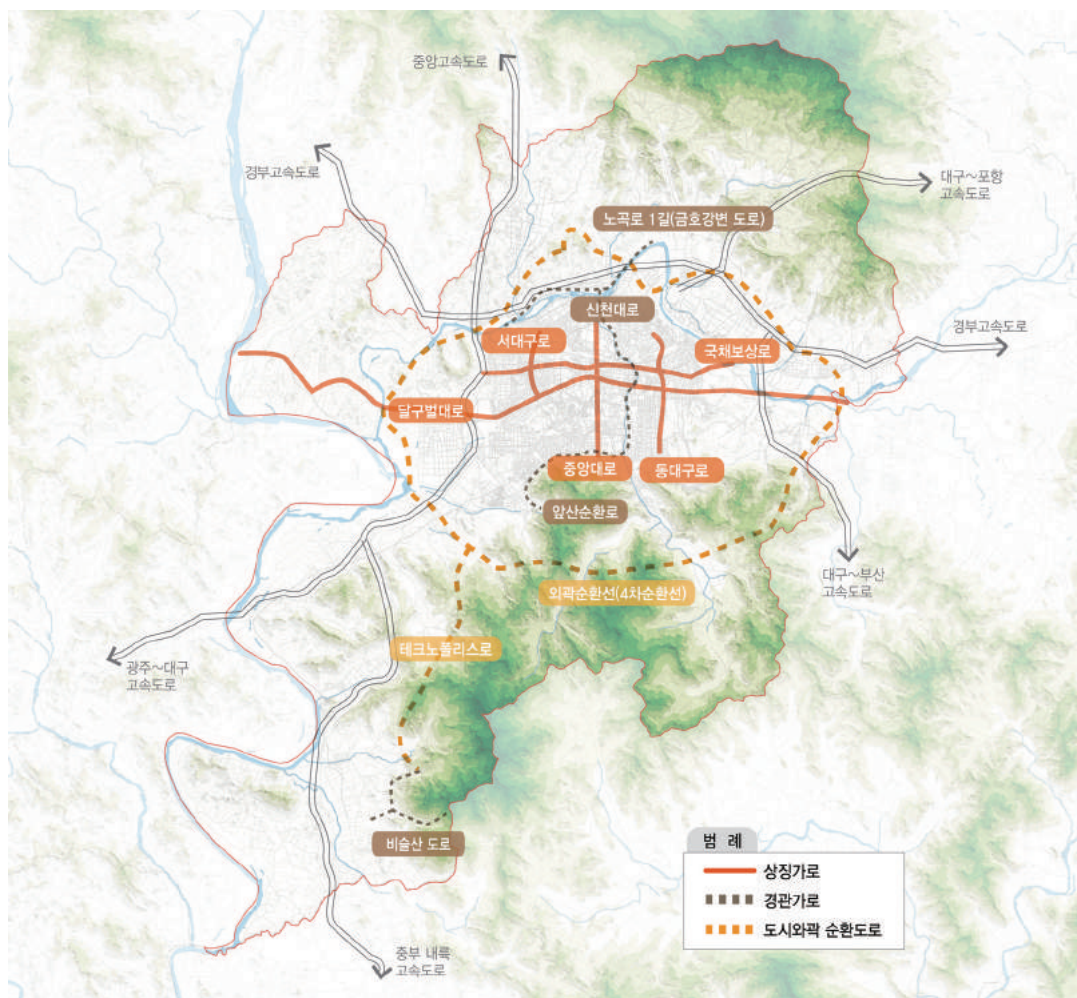 중앙고속도로
경부고속도로
대구~포항
고속도로
노곡로 1길(금호강변 도로)
신천대로
서대구로
국채보상로
경부고속도로
달구벌대로
중앙대로
동대구로
앞산순환로
대구~부산
고속도로
외곽순환선(4차순환선)
테크노폴리스로
광주~대구
고속도로
비슬산 도로
중부 내륙
고속도로
범 례
상징가로
경관가로
도시외곽 순환도로